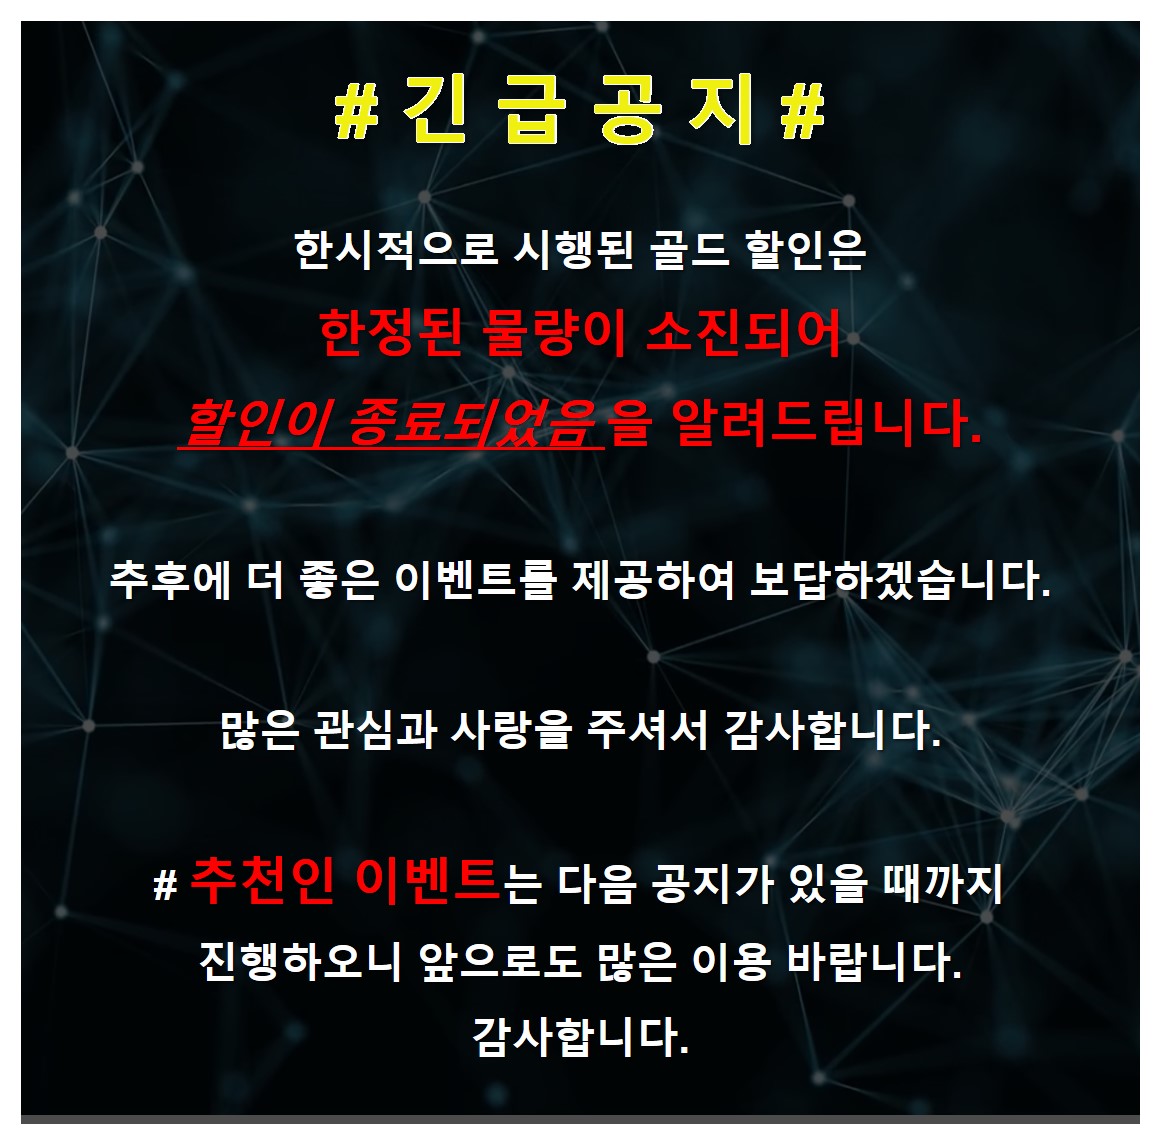 # 긴 급 공 지 #
한시적으로 시행된 골드 할인은
한정된 물량이 소진되어
할인이 종료되었음을 알려드립니다.
추후에 더 좋은 이벤트를 제공하여 보답하겠습니다.
많은 관심과 사랑을 주셔서 감사합니다.
# 추천인 이벤트는 다음 공지가 있을 때까지
진행하오니 앞으로도 많은 이용 바랍니다.
감사합니다.